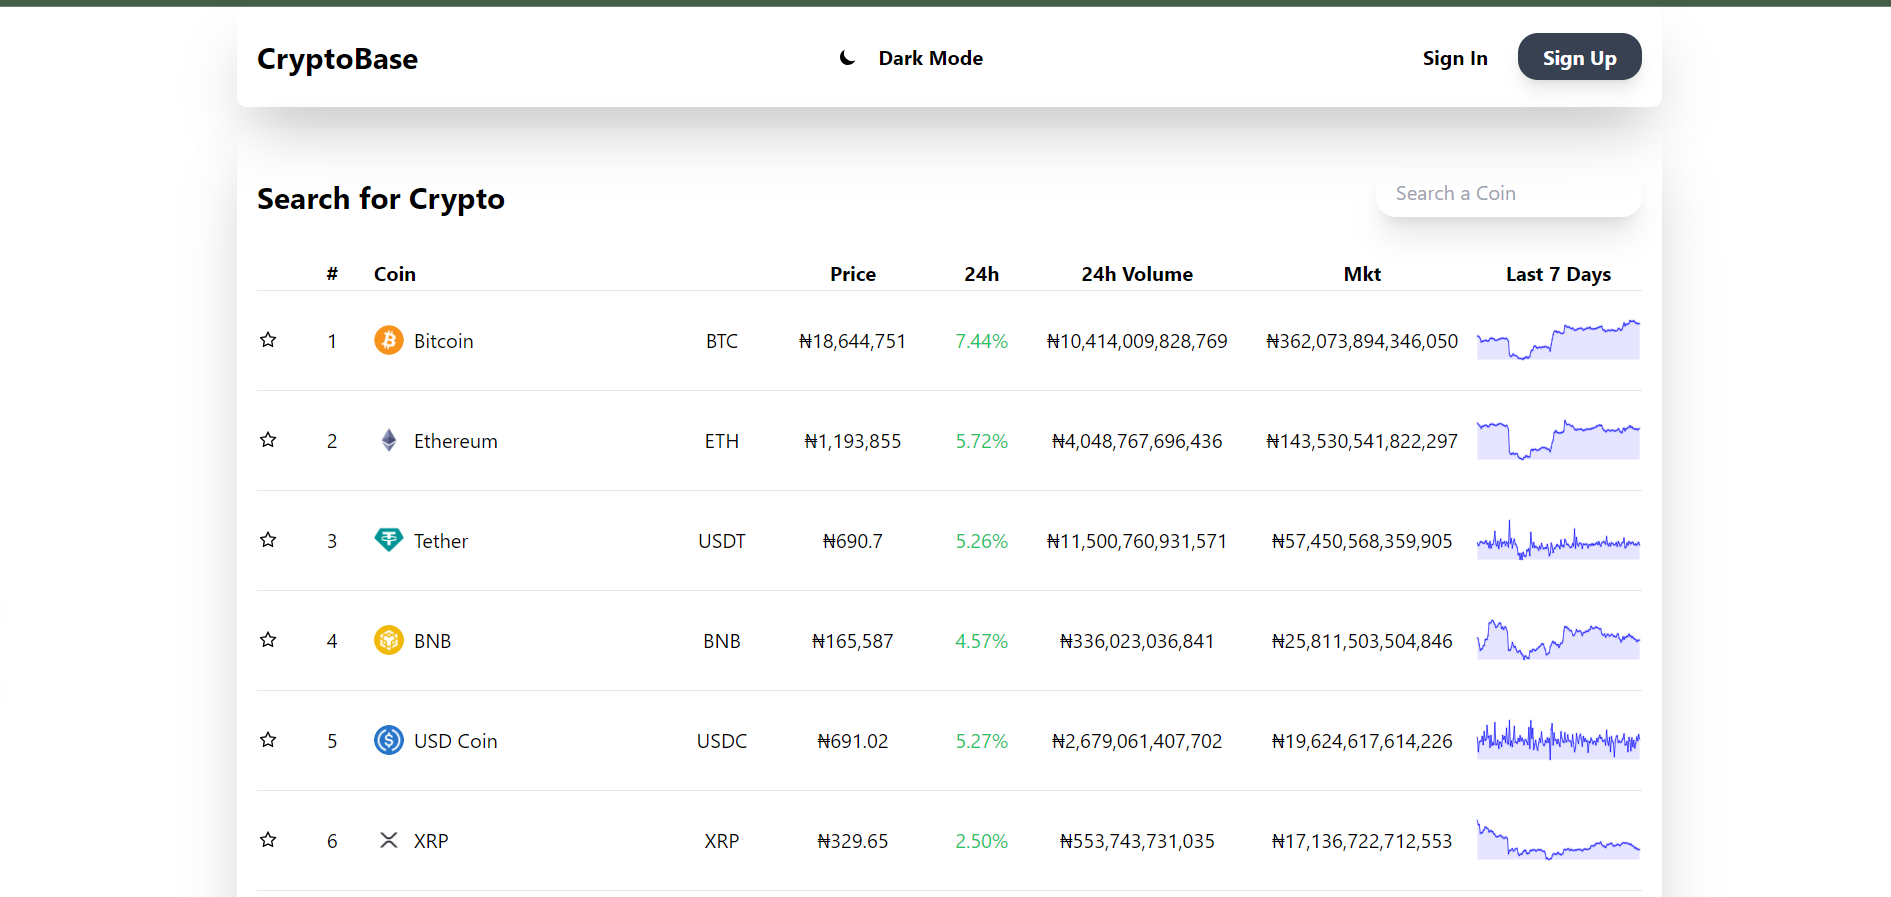 CryptoBase Dark Mode Sign In Sign Up
Search for Crypto Search a Coin
# Coin Price 24h 24h Volume Mkt Last 7 Days
1 Bitcoin BTC ₦18,644,751 7.44% ₦10,414,009,828,769 ₦362,073,894,346,050
2 Ethereum ETH ₦1,193,855 5.72% ₦4,048,767,696,436 ₦143,530,541,822,297
3 Tether USDT ₦690.7 5.26% ₦11,500,760,931,571 ₦57,450,568,359,905
4 BNB BNB ₦165,587 4.57% ₦336,023,036,841 ₦25,811,503,504,846
5 USD Coin USDC ₦691.02 5.27% ₦2,679,061,407,702 ₦19,624,617,614,226
6 XRP XRP ₦329.65 2.50% ₦553,743,731,035 ₦17,136,722,712,553